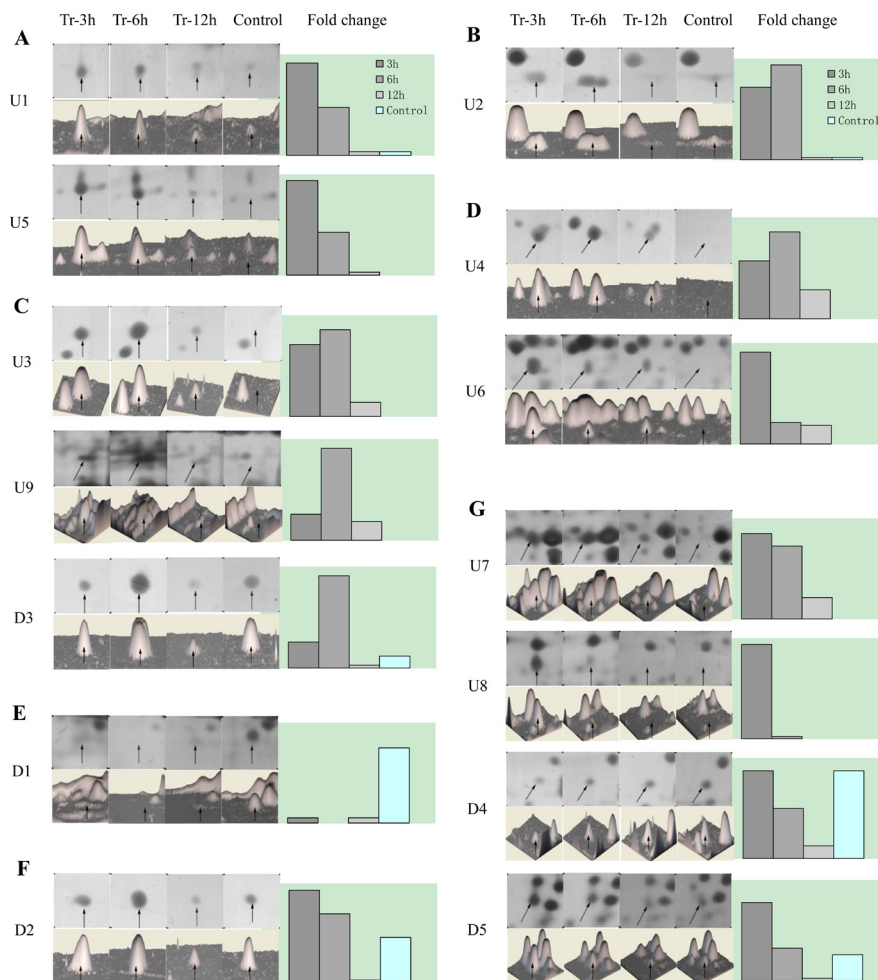 Tr-3h Tr-6h Tr-12h Control Fold change
A
U1
3h
6h
12h
Control
U5
C
U3
U9
D3
E
D1
F
D2
Tr-3h Tr-6h Tr-12h Control Fold change
B
U2
3h
6h
12h
Control
D
U4
U6
G
U7
U8
D4
D5